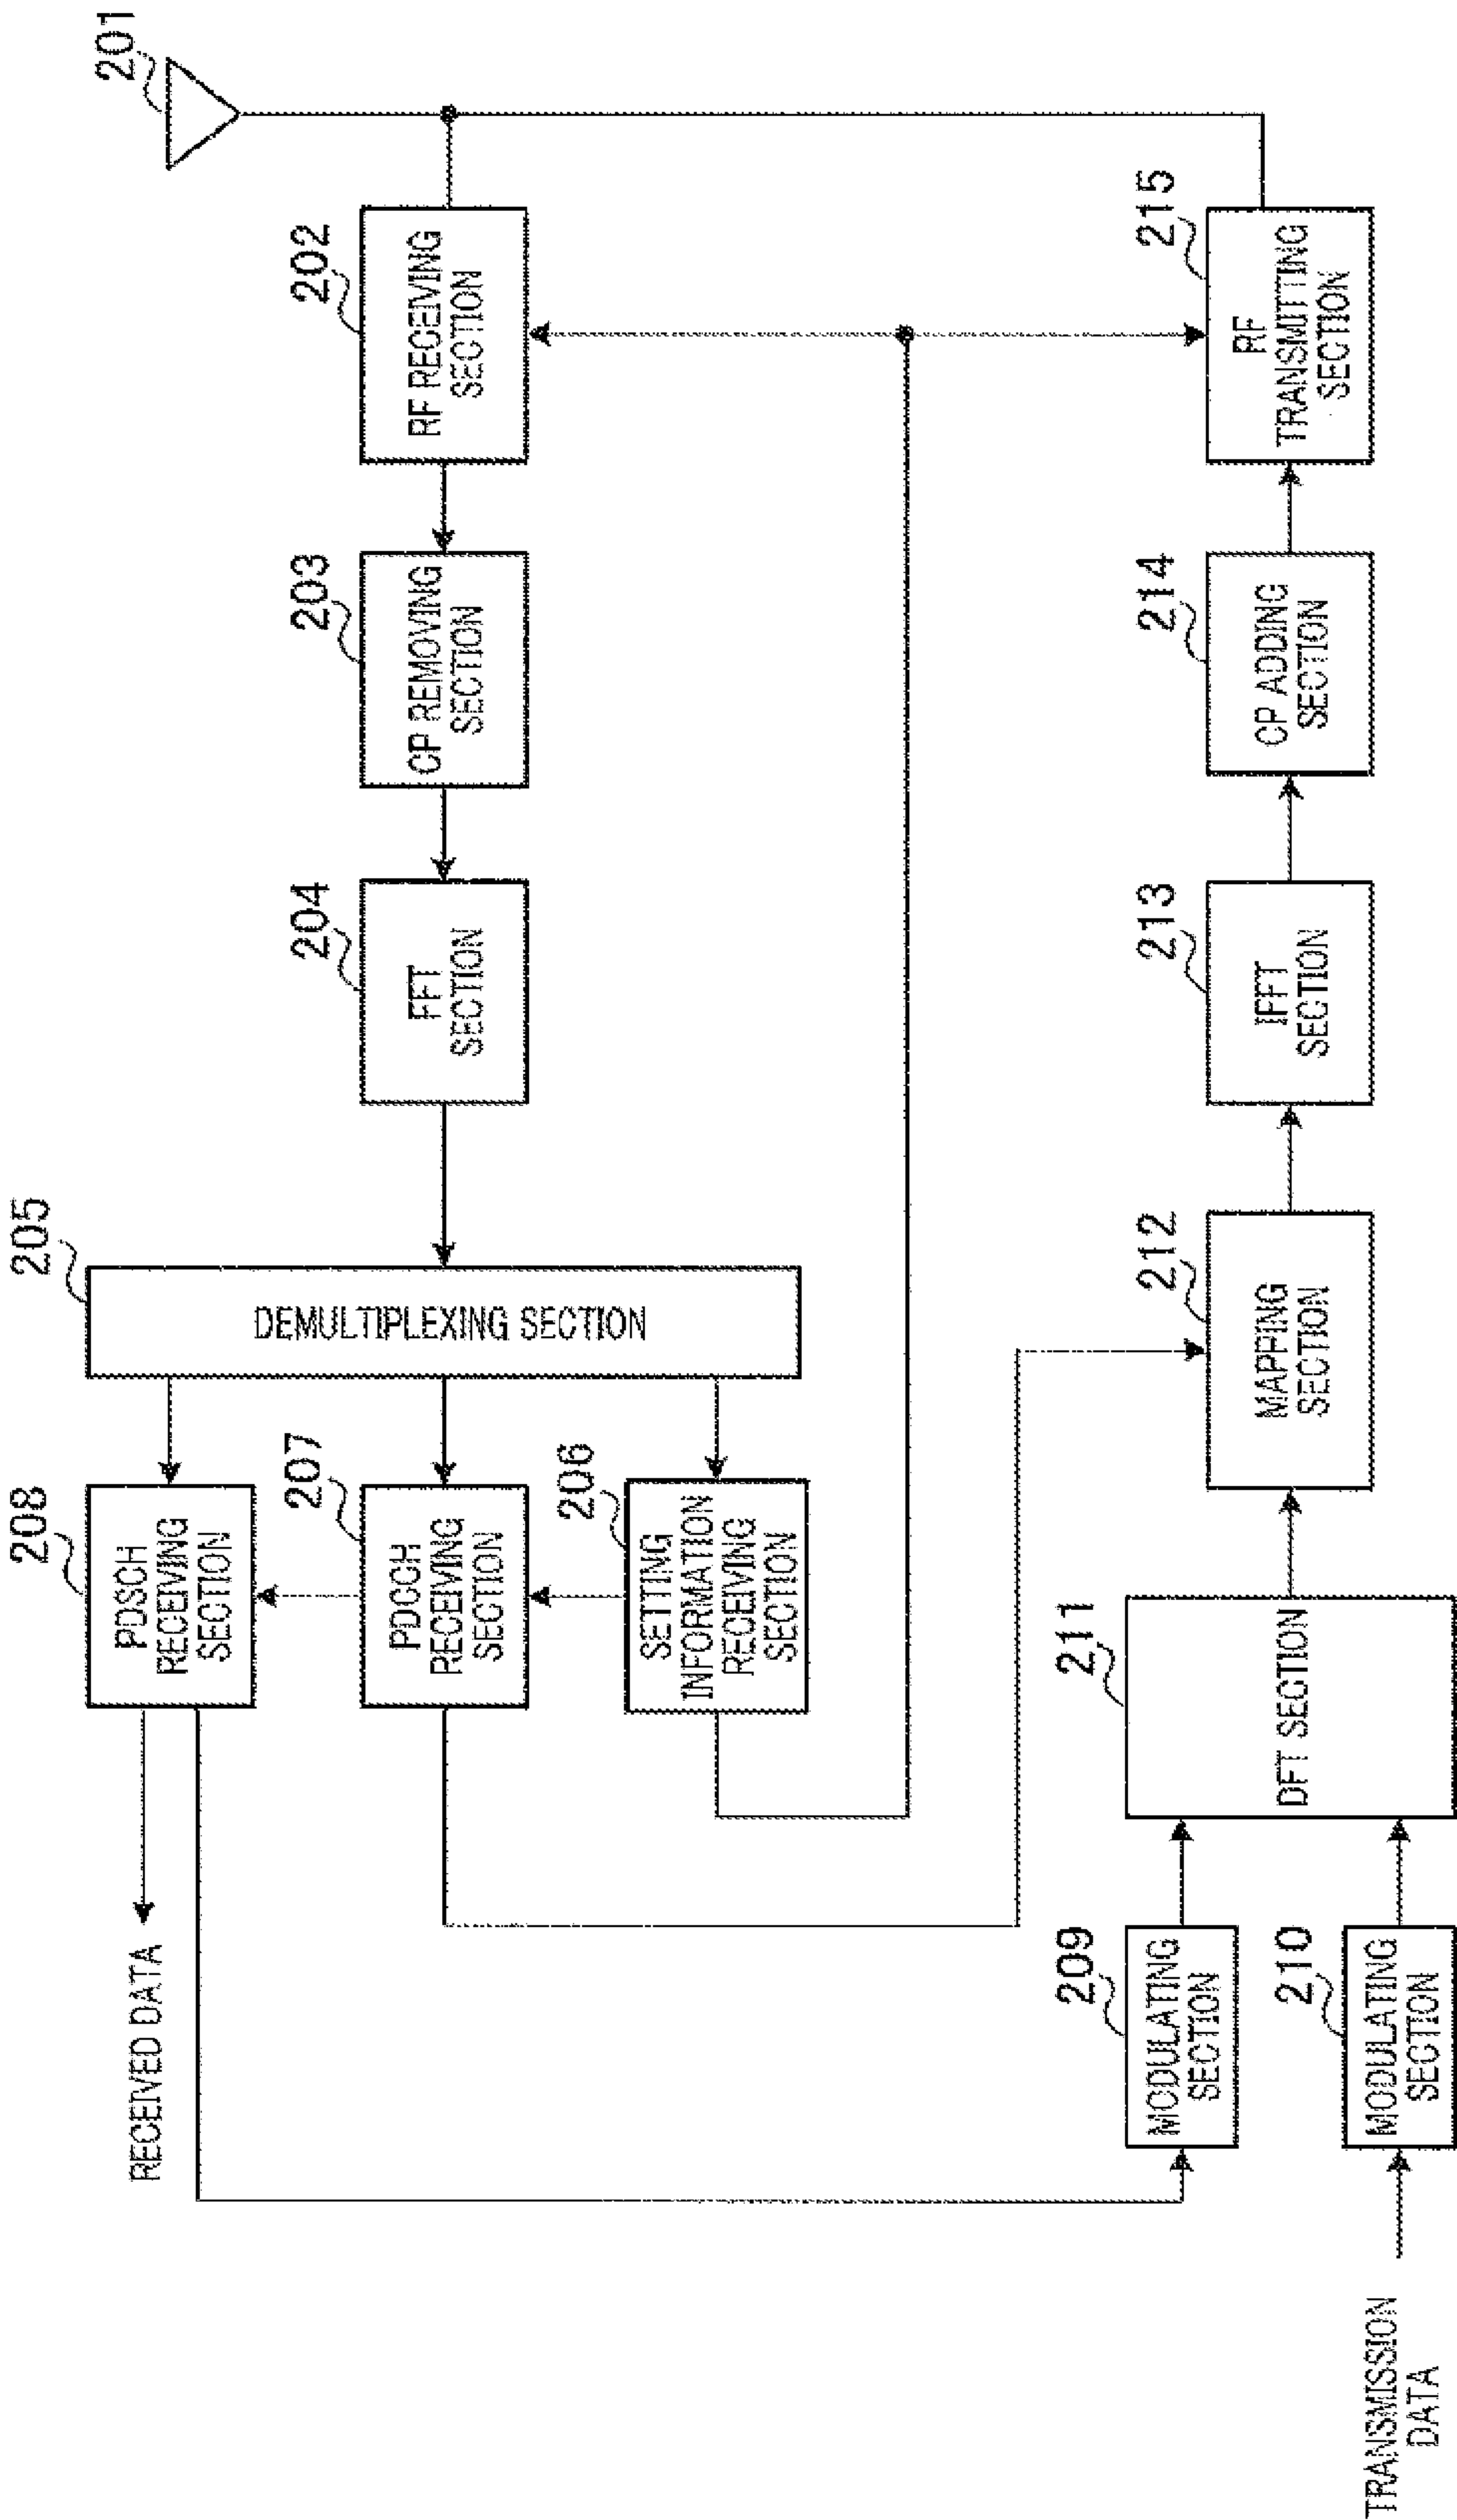 201
202
RF RECEIVING
SECTION
203
CP REMOVING
SECTION
204
FFT
SECTION
205
DEMULTIPLEXING SECTION
208
PDSCH
RECEIVING
SECTION
207
PDCCH
RECEIVING
SECTION
206
SETTING
INFORMATION
RECEIVING
SECTION
RECEIVED DATA
215
RF
TRANSMITTING
SECTION
214
CP ADDING
SECTION
213
IFFT
SECTION
212
MAPPING
SECTION
211
DFT SECTION
209
MODULATING
SECTION
210
MODULATING
SECTION
TRANSMISSION
DATA